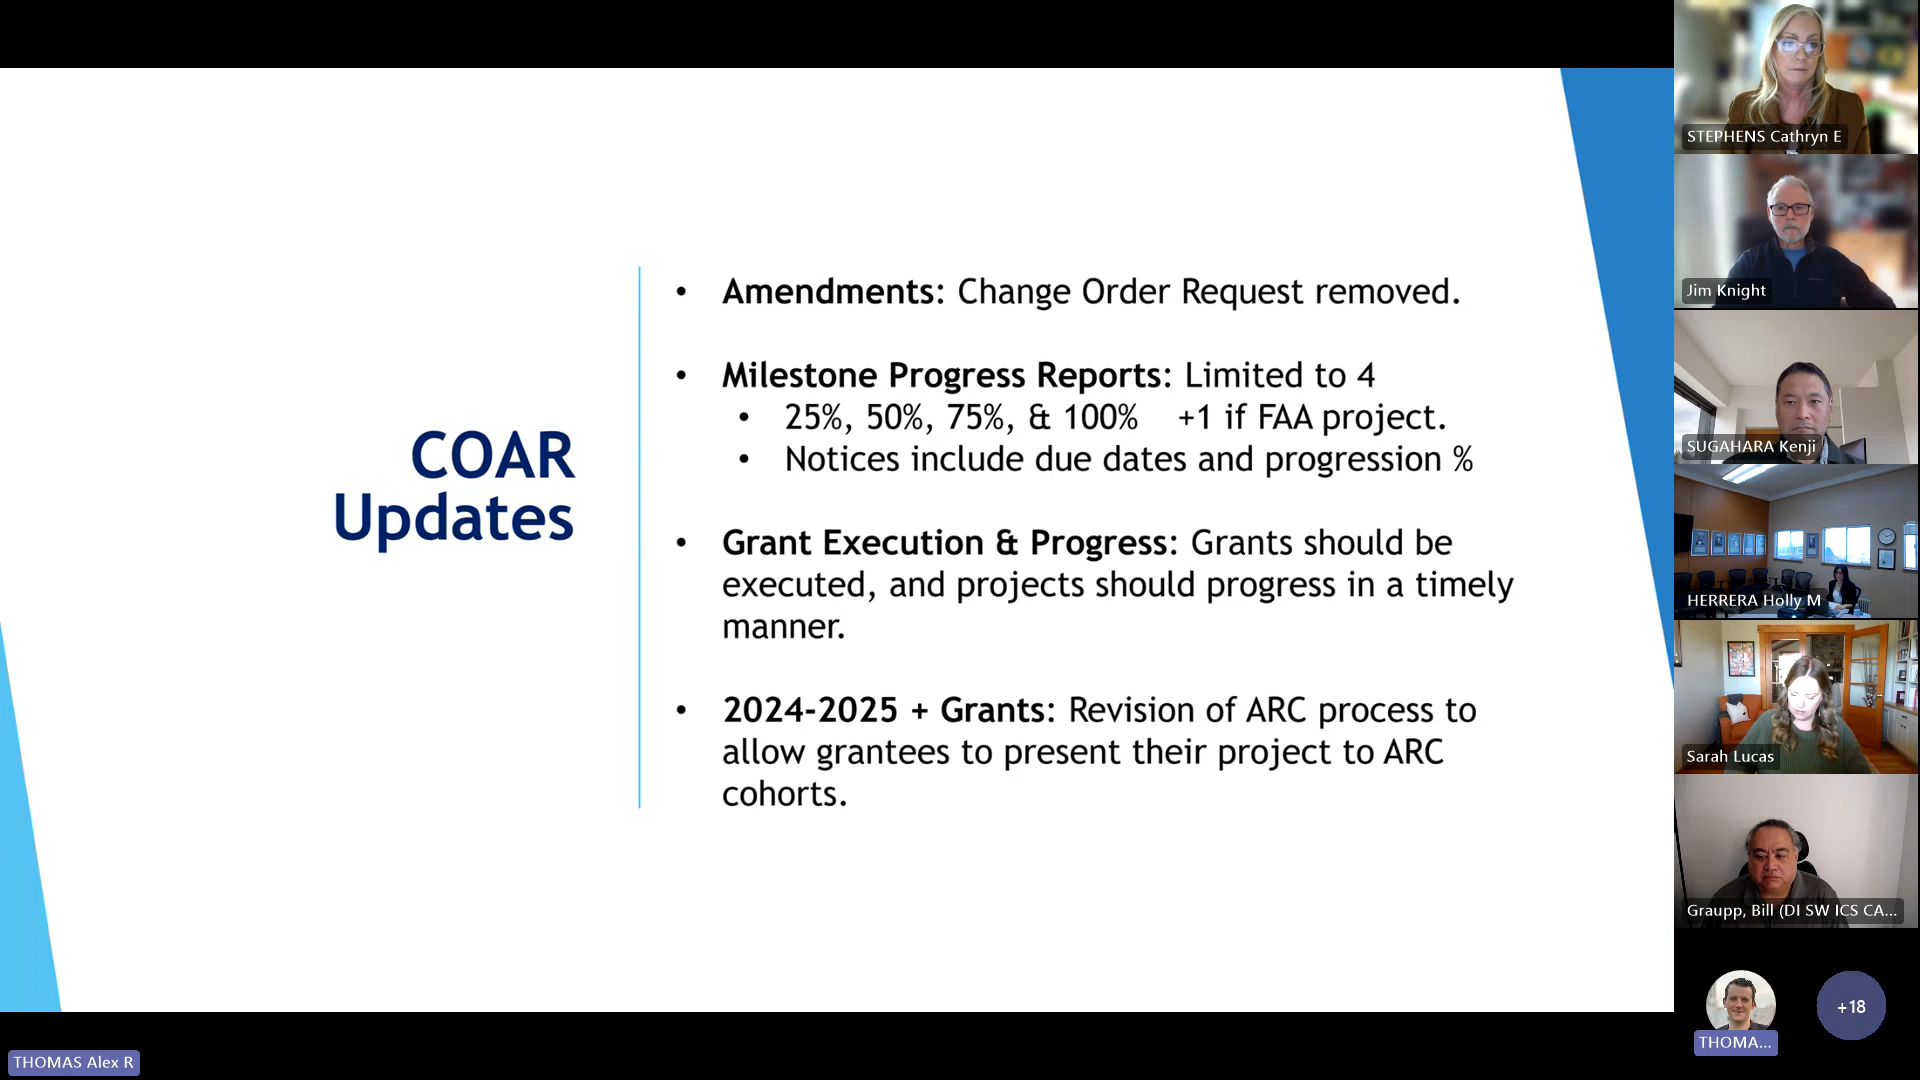 COAR
Updates
• Amendments: Change Order Request removed.
• Milestone Progress Reports: Limited to 4
• 25%, 50%, 75%, & 100% +1 if FAA project.
• Notices include due dates and progression %
• Grant Execution & Progress: Grants should be
executed, and projects should progress in a timely
manner.
• 2024-2025 + Grants: Revision of ARC process to
allow grantees to present their project to ARC
cohorts.
STEPHENS Cathryn E
Jim Knight
SUGAHARA Kenji
HERRERA Holly M
Sarah Lucas
Graupp, Bill (DI SW ICS CA...
THOMA...
+18
THOMAS Alex R